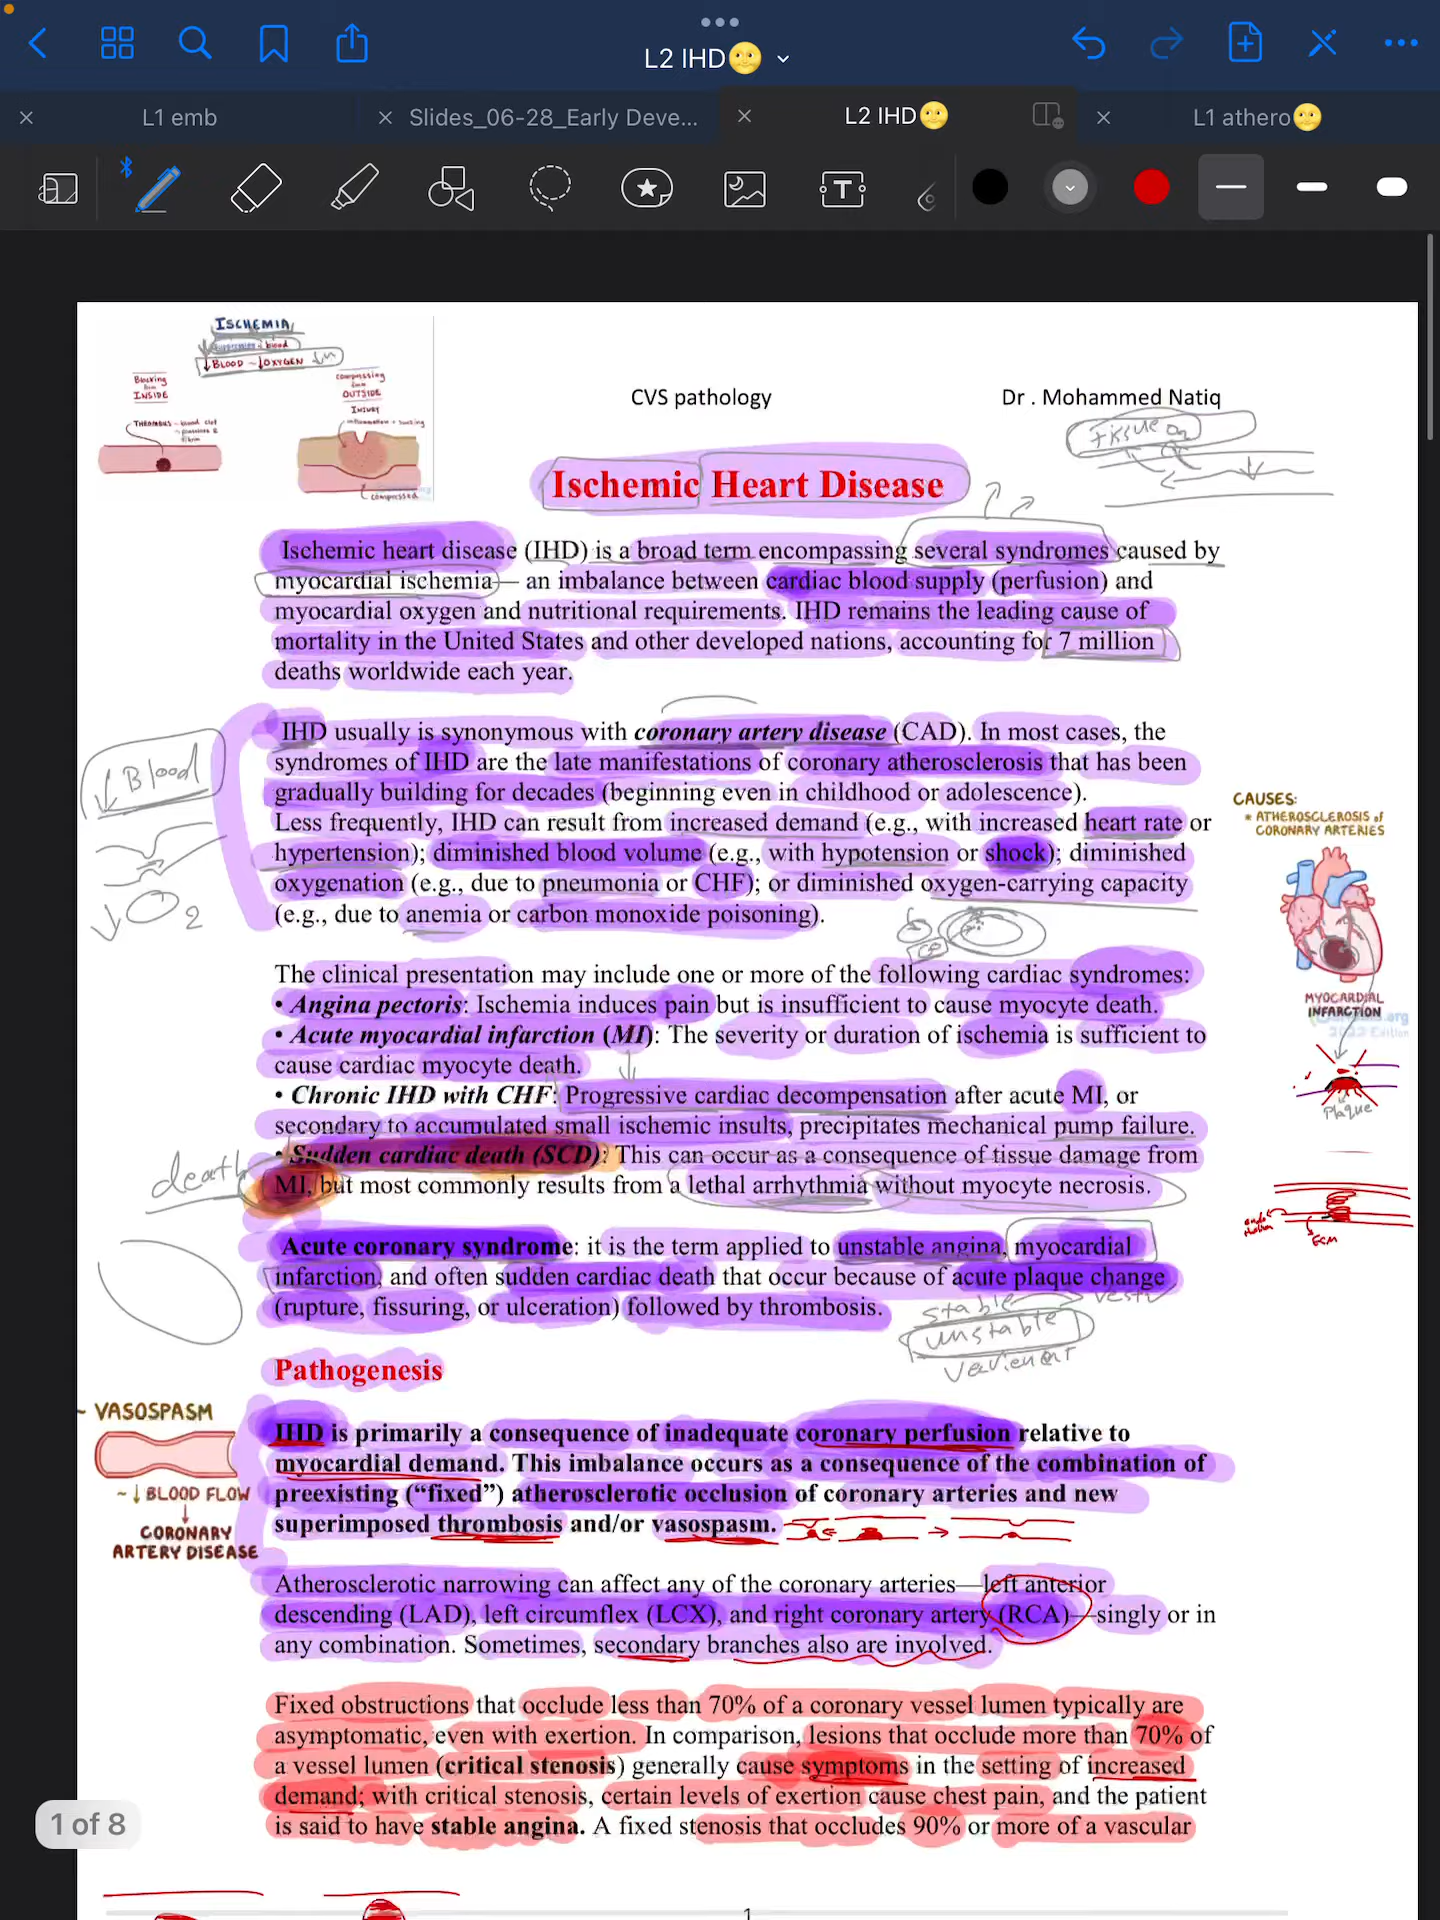 L2 IHD🌝
L1 emb
Slides_06-28_Early Deve...
L2 IHD🌝
L1 athero🌝
ISCHEMIA
↓ BLOOD ~ ↓ OXYGEN
Blocking
from
INSIDE
THROMBUS ~ blood clot
compressing
from
OUTSIDE
INJURY
inflammation + swelling
compressed
CVS pathology
Dr . Mohammed Natiq
Tissue
Ischemic Heart Disease
Ischemic heart disease (IHD) is a broad term encompassing several syndromes caused by
myocardial ischemia— an imbalance between cardiac blood supply (perfusion) and
myocardial oxygen and nutritional requirements. IHD remains the leading cause of
mortality in the United States and other developed nations, accounting for 7 million
deaths worldwide each year.
IHD usually is synonymous with coronary artery disease (CAD). In most cases, the
syndromes of IHD are the late manifestations of coronary atherosclerosis that has been
gradually building for decades (beginning even in childhood or adolescence).
Less frequently, IHD can result from increased demand (e.g., with increased heart rate or
hypertension); diminished blood volume (e.g., with hypotension or shock); diminished
oxygenation (e.g., due to pneumonia or CHF); or diminished oxygen-carrying capacity
(e.g., due to anemia or carbon monoxide poisoning).
↓ Blood
↓ O2
CAUSES:
* ATHEROSCLEROSIS of
CORONARY ARTERIES
MYOCARDIAL
INFARCTION
Plaque
ECM
The clinical presentation may include one or more of the following cardiac syndromes:
• Angina pectoris: Ischemia induces pain but is insufficient to cause myocyte death.
• Acute myocardial infarction (MI): The severity or duration of ischemia is sufficient to
cause cardiac myocyte death.
• Chronic IHD with CHF: Progressive cardiac decompensation after acute MI, or
secondary to accumulated small ischemic insults, precipitates mechanical pump failure.
• Sudden cardiac death (SCD): This can occur as a consequence of tissue damage from
MI, but most commonly results from a lethal arrhythmia without myocyte necrosis.
death
Acute coronary syndrome: it is the term applied to unstable angina, myocardial
infarction, and often sudden cardiac death that occur because of acute plaque change
(rupture, fissuring, or ulceration) followed by thrombosis.
stable
unstable
Pathogenesis
~ VASOSPASM
~ ↓ BLOOD FLOW
↓
CORONARY
ARTERY DISEASE
IHD is primarily a consequence of inadequate coronary perfusion relative to
myocardial demand. This imbalance occurs as a consequence of the combination of
preexisting (“fixed”) atherosclerotic occlusion of coronary arteries and new
superimposed thrombosis and/or vasospasm.
Atherosclerotic narrowing can affect any of the coronary arteries—left anterior
descending (LAD), left circumflex (LCX), and right coronary artery (RCA)—singly or in
any combination. Sometimes, secondary branches also are involved.
Fixed obstructions that occlude less than 70% of a coronary vessel lumen typically are
asymptomatic, even with exertion. In comparison, lesions that occlude more than 70% of
a vessel lumen (critical stenosis) generally cause symptoms in the setting of increased
demand; with critical stenosis, certain levels of exertion cause chest pain, and the patient
is said to have stable angina. A fixed stenosis that occludes 90% or more of a vascular
1 of 8
1